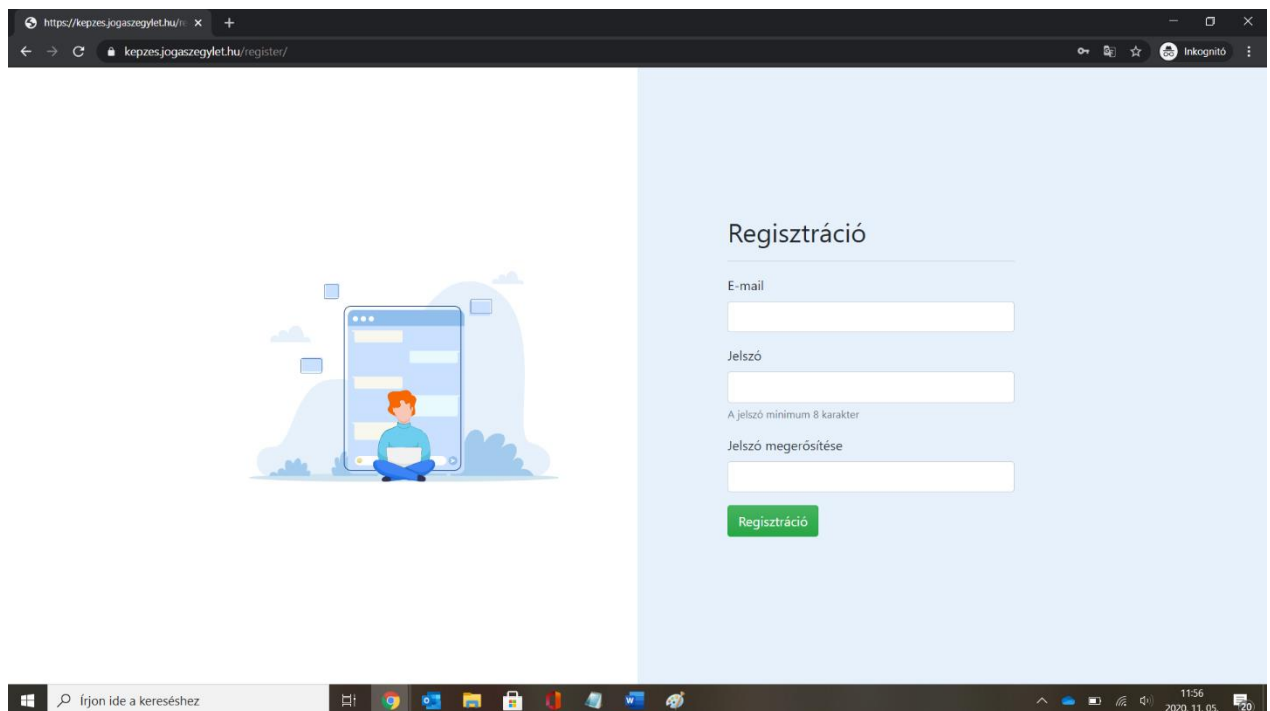 https://kepzes.jogaszegylet.hu/re
kepzes.jogaszegylet.hu/register/
Inkognitó
Regisztráció
E-mail
Jelszó
A jelszó minimum 8 karakter
Jelszó megerősítése
Regisztráció
Írjon ide a kereséshez
11:56
2020. 11. 05.
20